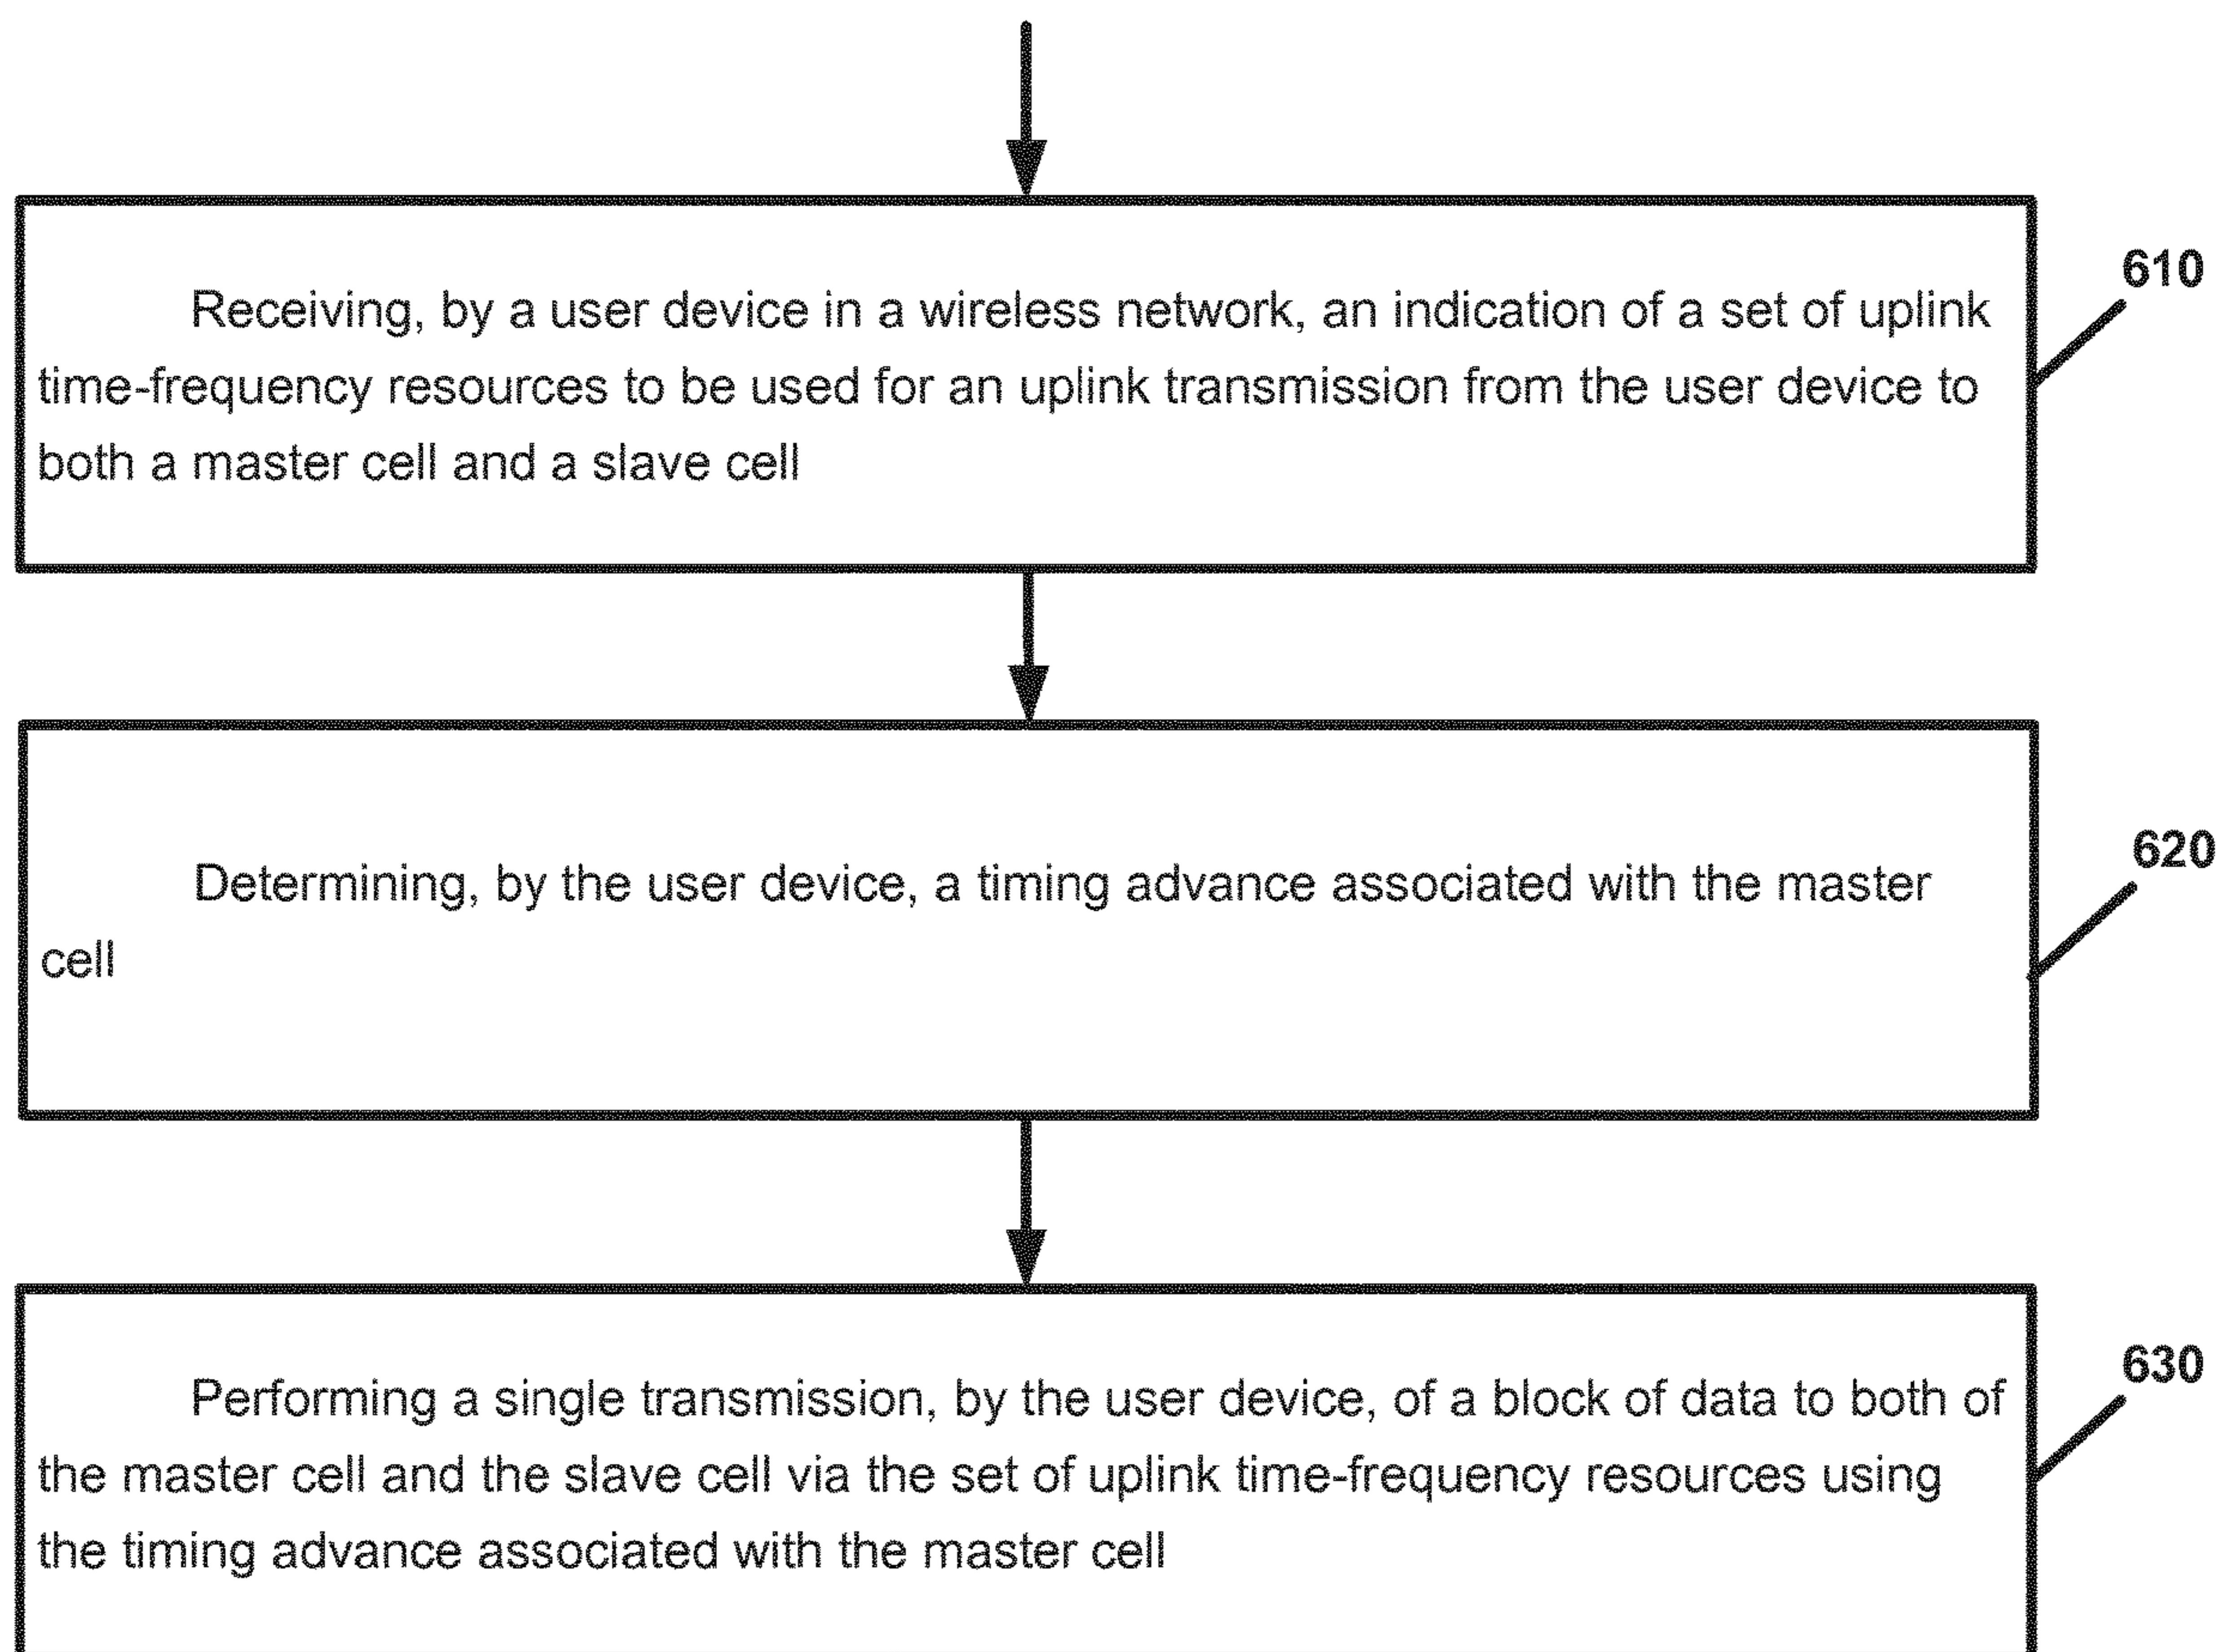 610
Receiving, by a user device in a wireless network, an indication of a set of uplink
time-frequency resources to be used for an uplink transmission from the user device to
both a master cell and a slave cell
620
Determining, by the user device, a timing advance associated with the master
cell
630
Performing a single transmission, by the user device, of a block of data to both of
the master cell and the slave cell via the set of uplink time-frequency resources using
the timing advance associated with the master cell